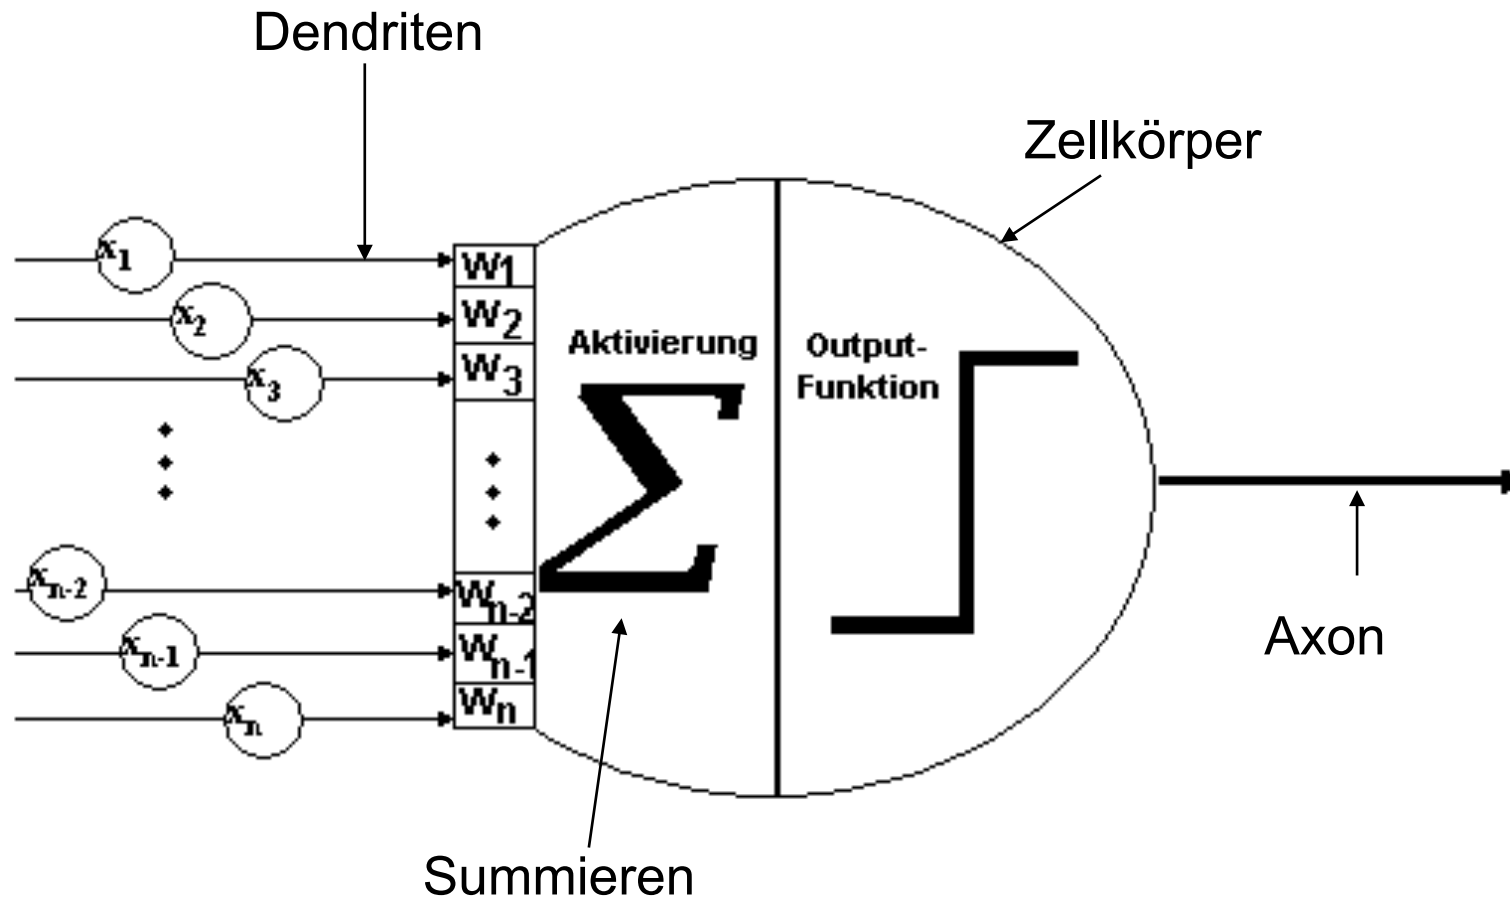 Dendriten
Zellkörper
x1
W1
x2
W2
x3
W3
Aktivierung
Output-
Funktion
Σ
xn-2
Wn-2
xn-1
Wn-1
xn
Wn
Axon
Summieren